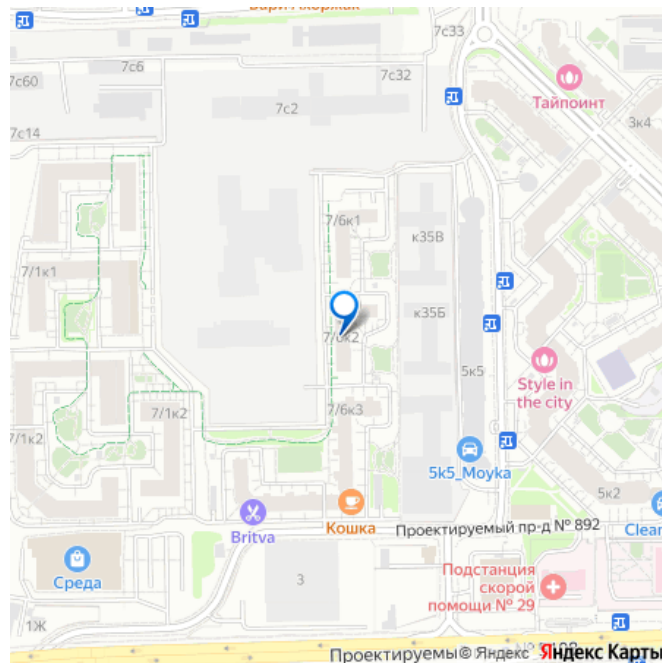 7с33
7с6
7с60
7с32
7с2
Тайпоинт
7с14
3к4
7/6к1
к35В
7/1к1
к35Б
7/6к2
5к5
Style in
the city
7/1к2
7/6к3
7/1к2
5k5_Moyka
5к2
Britva
Кошка
Проектируемый пр-д № 892
Clean
Среда
Подстанция
скорой
помощи № 29
3
1Ж
Проектируемы
© Яндекс Яндекс Карты